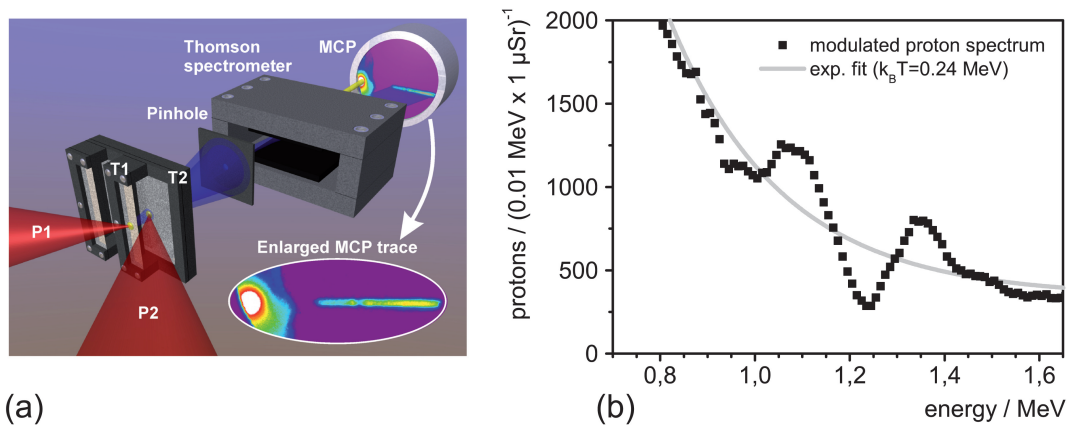 Thomson
spectrometer
MCP
Pinhole
T1
T2
P1
P2
Enlarged MCP trace
(a)
protons / (0.01 MeV x 1 µSr)⁻¹
2000
1500
1000
500
0
modulated proton spectrum
exp. fit (k_BT=0.24 MeV)
0,8
1,0
1,2
1,4
1,6
energy / MeV
(b)